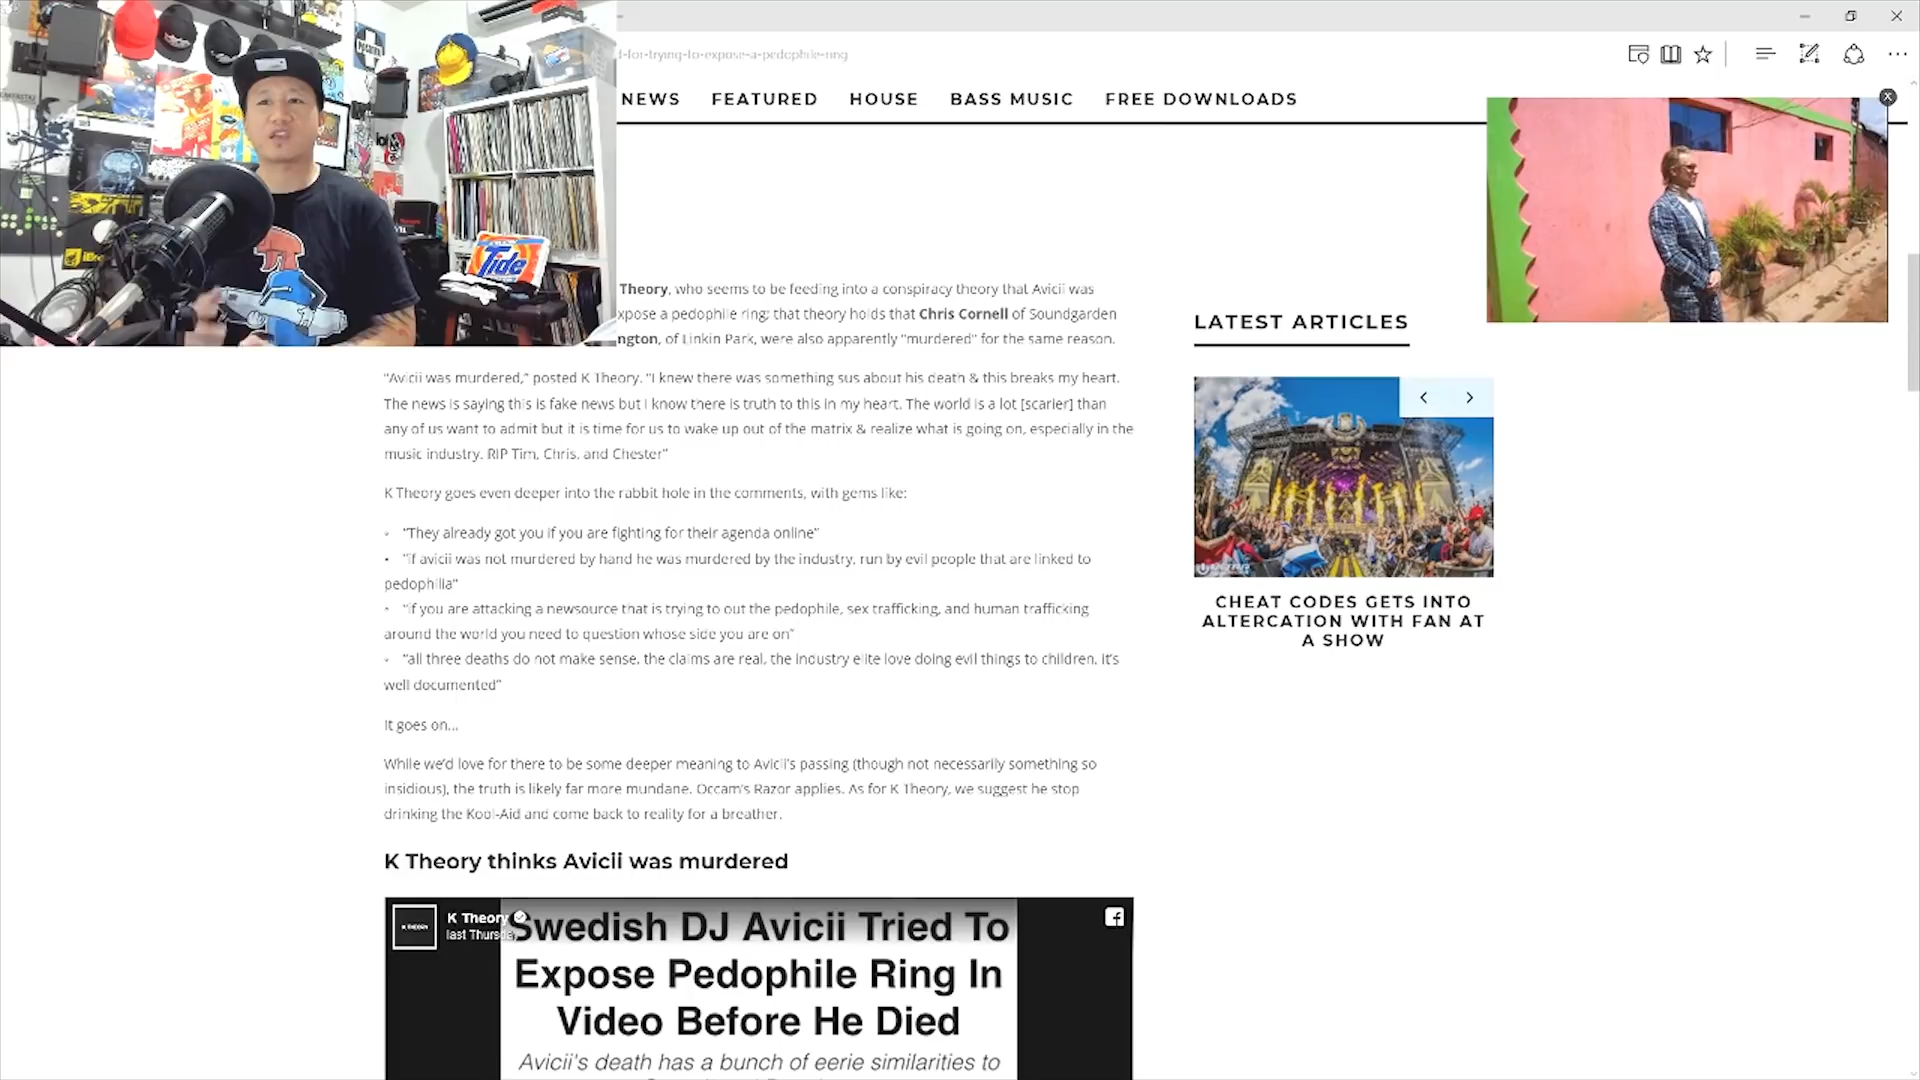 d-for-trying-to-expose-a-pedophile-ring
NEWS FEATURED HOUSE BASS MUSIC FREE DOWNLOADS
Tide
Theory, who seems to be feeding into a conspiracy theory that Avicii was
xpose a pedophile ring; that theory holds that Chris Cornell of Soundgarden
ngton, of Linkin Park, were also apparently "murdered" for the same reason.
"Avicii was murdered," posted K Theory. "I knew there was something sus about his death & this breaks my heart.
The news is saying this is fake news but I know there is truth to this in my heart. The world is a lot [scarier] than
any of us want to admit but it is time for us to wake up out of the matrix & realize what is going on, especially in the
music industry. RIP Tim, Chris, and Chester"
K Theory goes even deeper into the rabbit hole in the comments, with gems like:
• "They already got you if you are fighting for their agenda online"
• "if avicii was not murdered by hand he was murdered by the industry, run by evil people that are linked to
pedophilia"
• "if you are attacking a newsource that is trying to out the pedophile, sex trafficking, and human trafficking
around the world you need to question whose side you are on"
• "all three deaths do not make sense, the claims are real, the industry elite love doing evil things to children, it's
well documented"
It goes on...
While we'd love for there to be some deeper meaning to Avicii's passing (though not necessarily something so
insidious), the truth is likely far more mundane. Occam's Razor applies. As for K Theory, we suggest he stop
drinking the Kool-Aid and come back to reality for a breather.
K Theory thinks Avicii was murdered
K Theory
last Thursda
Swedish DJ Avicii Tried To
Expose Pedophile Ring In
Video Before He Died
Avicii's death has a bunch of eerie similarities to
LATEST ARTICLES
CHEAT CODES GETS INTO
ALTERCATION WITH FAN AT
A SHOW